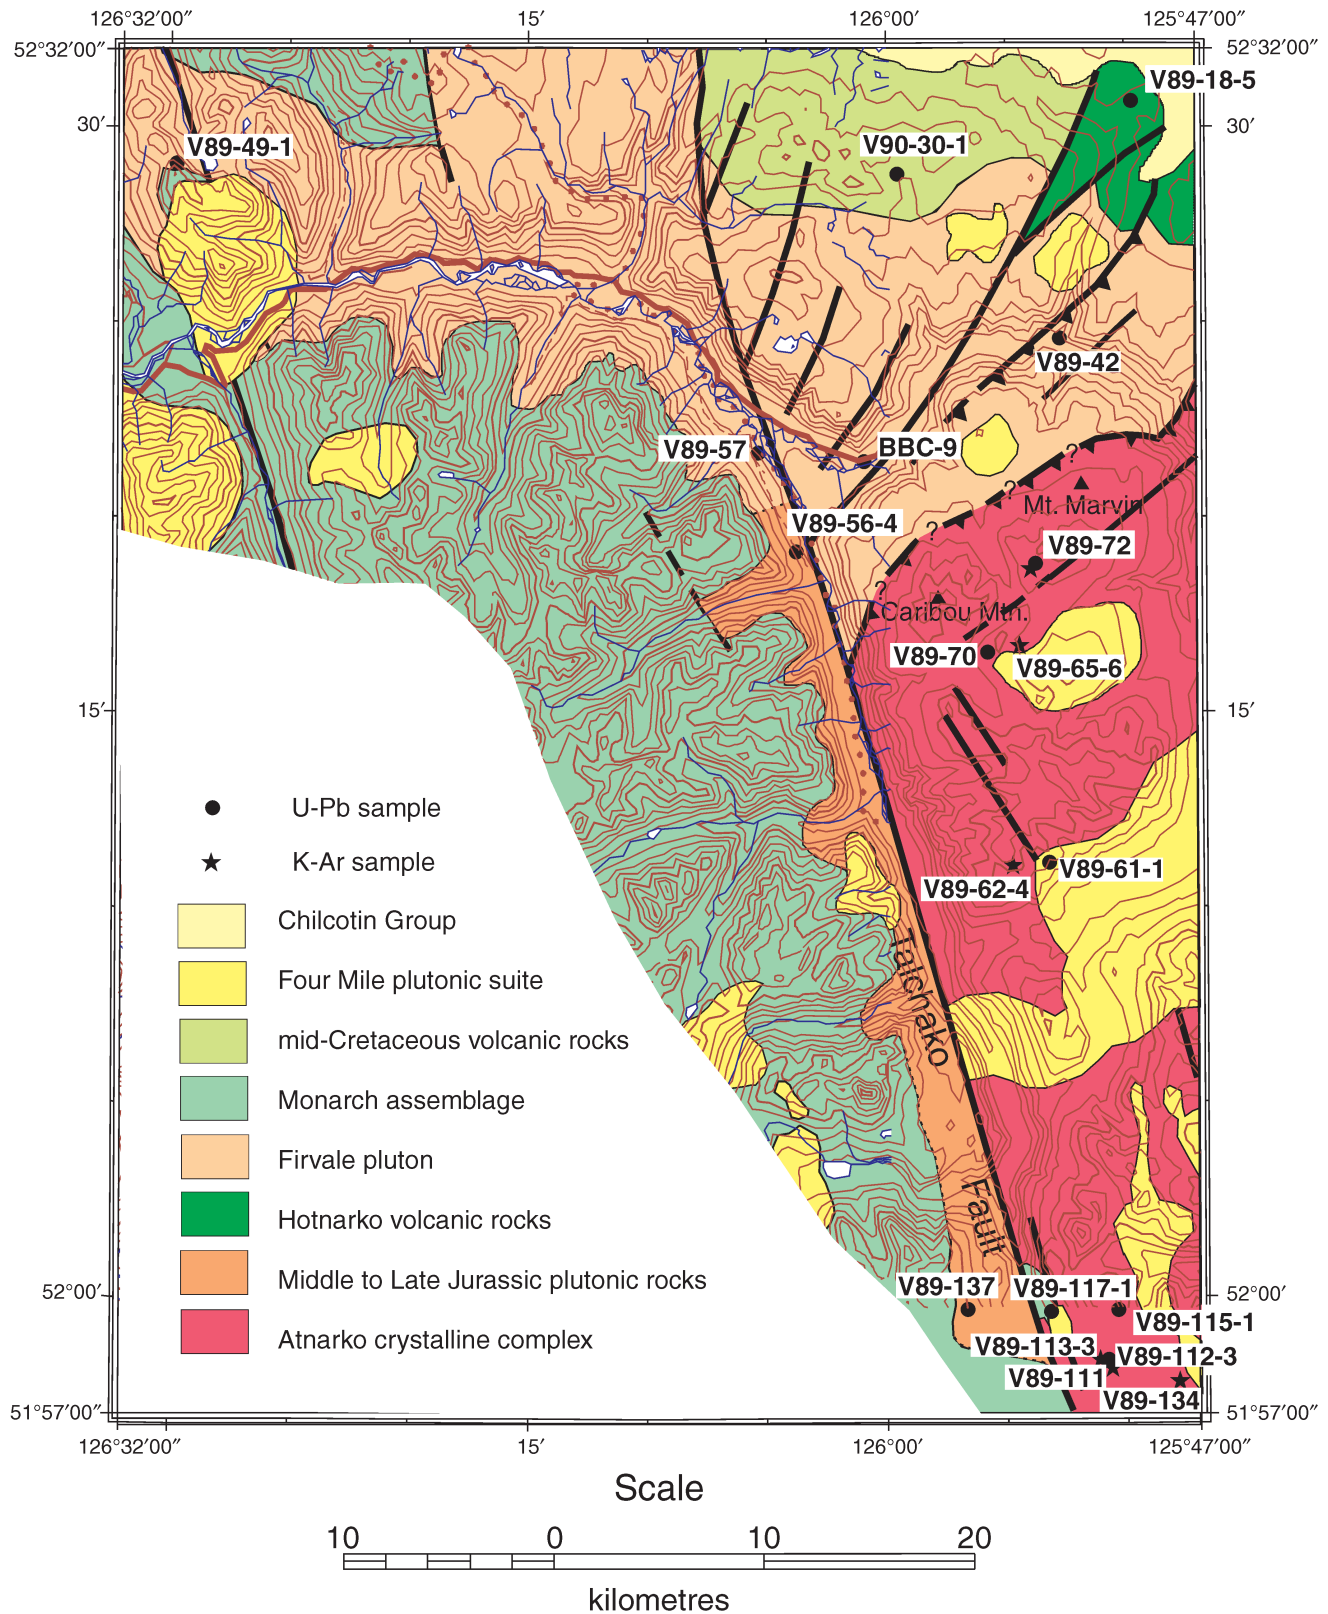 126°32′00″
15′
126°00′
125°47′00″
52°32′00″
52°32′00″
V89-18-5
30′
30′
V89-49-1
V90-30-1
V89-42
V89-57
BBC-9
?
?
Mt. Marvin
V89-56-4
?
V89-72
?
Caribou Mtn.
V89-70
V89-65-6
15′
15′
U-Pb sample
K-Ar sample
V89-61-1
V89-62-4
Chilcotin Group
Talchako
Four Mile plutonic suite
mid-Cretaceous volcanic rocks
Monarch assemblage
Firvale pluton
Hotnarko volcanic rocks
Fault
Middle to Late Jurassic plutonic rocks
V89-137
V89-117-1
52°00′
52°00′
V89-115-1
Atnarko crystalline complex
V89-113-3
V89-112-3
V89-111
V89-134
51°57′00″
51°57′00″
126°32′00″
15′
126°00′
125°47′00″
Scale
10
0
10
20
kilometres